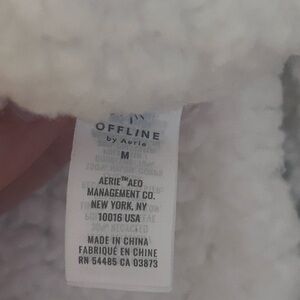 OFFLINE
by Aerie
M
AERIE™AEO
MANAGEMENT CO.
NEW YORK, NY
10016 USA
MADE IN CHINA
FABRIQUÉ EN CHINE
RN 54485 CA 03873